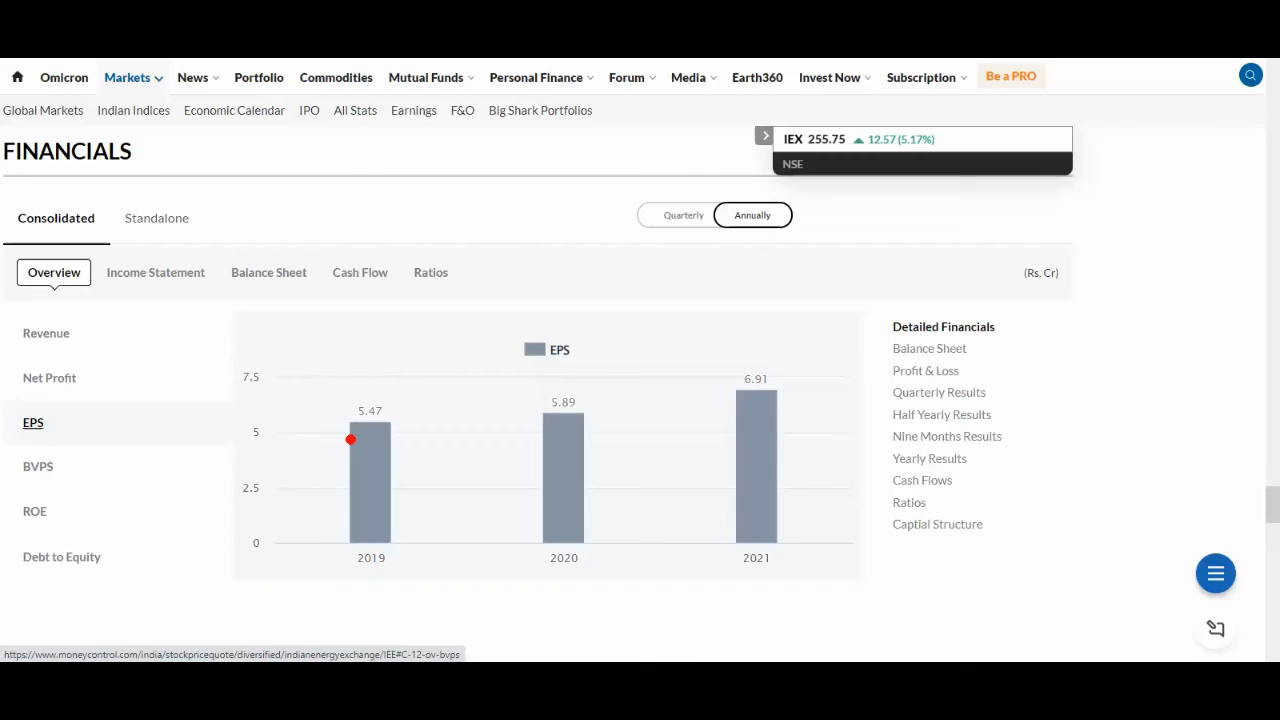 Omicron Markets News Portfolio Commodities Mutual Funds Personal Finance Forum Media Earth360 Invest Now Subscription Be a PRO
Global Markets Indian Indices Economic Calendar IPO All Stats Earnings F&O Big Shark Portfolios
FINANCIALS
IEX 255.75 12.57 (5.17%)
NSE
Consolidated Standalone
Quarterly Annually
Overview Income Statement Balance Sheet Cash Flow Ratios
(Rs. Cr)
Revenue
Net Profit
EPS
BVPS
ROE
Debt to Equity
EPS
7.5
5
2.5
0
5.47
5.89
6.91
2019 2020 2021
Detailed Financials
Balance Sheet
Profit & Loss
Quarterly Results
Half Yearly Results
Nine Months Results
Yearly Results
Cash Flows
Ratios
Captial Structure
https://www.moneycontrol.com/india/stockpricequote/diversified/indianenergyexchange/IEE#C-12-ov-bvps